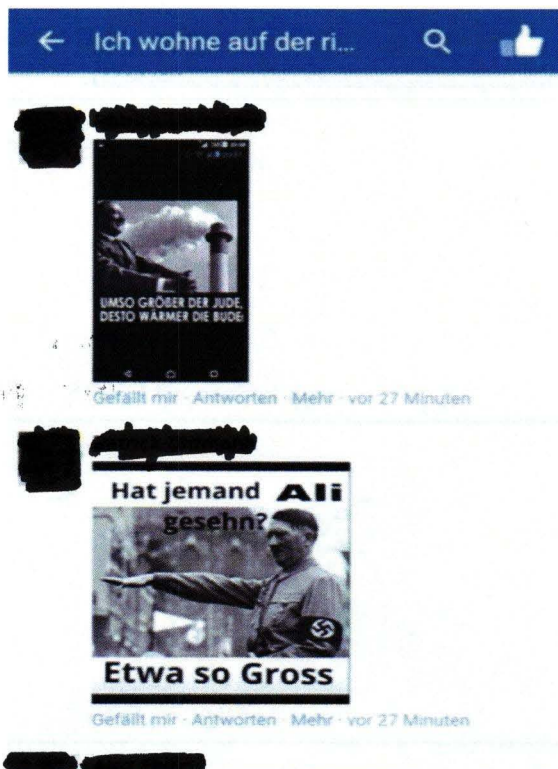 Ich wohne auf der ri...
UMSO GRÖßER DER JUDE,
DESTO WÄRMER DIE BUDE
Gefällt mir · Antworten · Mehr · vor 27 Minuten
Hat jemand Ali
gesehn?
Etwa so Gross
Gefällt mir · Antworten · Mehr · vor 27 Minuten